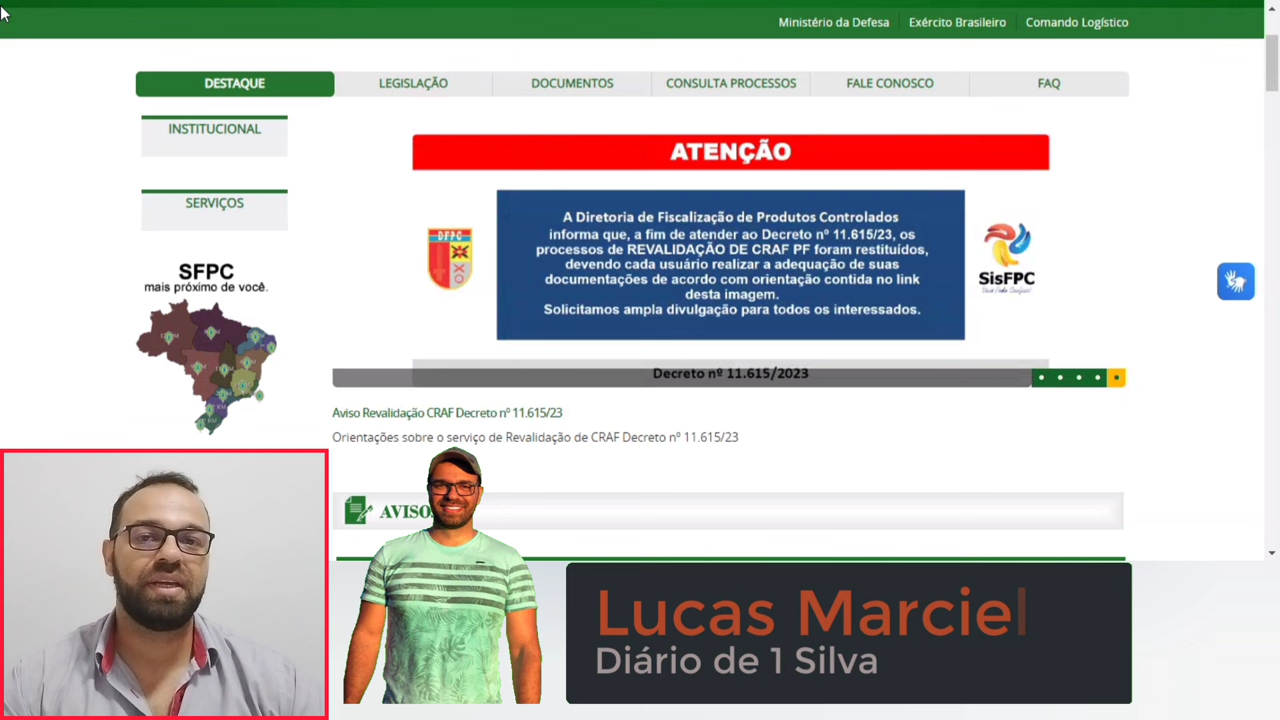 Ministério da Defesa
Exército Brasileiro
Comando Logístico
DESTAQUE
LEGISLAÇÃO
DOCUMENTOS
CONSULTA PROCESSOS
FALE CONOSCO
FAQ
INSTITUCIONAL
SERVIÇOS
SFPC
mais próximo de você.
ATENÇÃO
DFPC
A Diretoria de Fiscalização de Produtos Controlados
informa que, a fim de atender ao Decreto nº 11.615/23, os
processos de REVALIDAÇÃO DE CRAF PF foram restituídos,
devendo cada usuário realizar a adequação de suas
documentações de acordo com orientação contida no link
desta imagem.
Solicitamos ampla divulgação para todos os interessados.
SisFPC
Decreto nº 11.615/2023
Aviso Revalidação CRAF Decreto nº 11.615/23
Orientações sobre o serviço de Revalidação de CRAF Decreto nº 11.615/23
AVISO
Lucas Marciel
Diário de 1 Silva